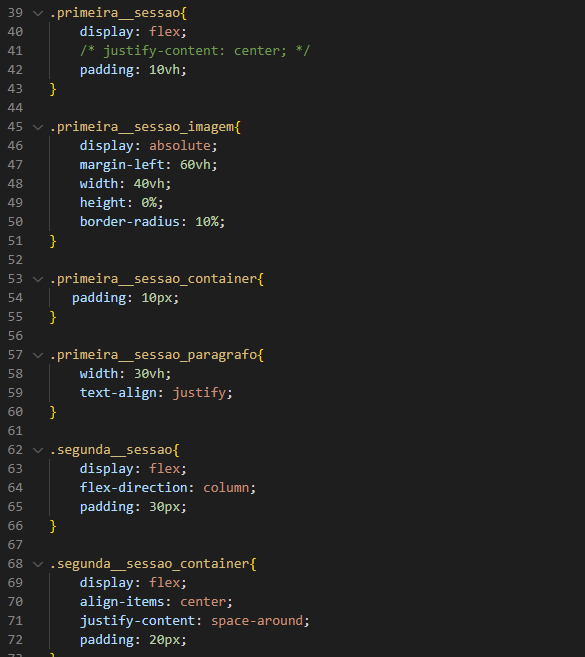 39 .primeira__sessao{
40 display: flex;
41 /* justify-content: center; */
42 padding: 10vh;
43 }
44
45 .primeira__sessao_imagem{
46 display: absolute;
47 margin-left: 60vh;
48 width: 40vh;
49 height: 0%;
50 border-radius: 10%;
51 }
52
53 .primeira__sessao_container{
54 padding: 10px;
55 }
56
57 .primeira__sessao_paragrafo{
58 width: 30vh;
59 text-align: justify;
60 }
61
62 .segunda__sessao{
63 display: flex;
64 flex-direction: column;
65 padding: 30px;
66 }
67
68 .segunda__sessao_container{
69 display: flex;
70 align-items: center;
71 justify-content: space-around;
72 padding: 20px;